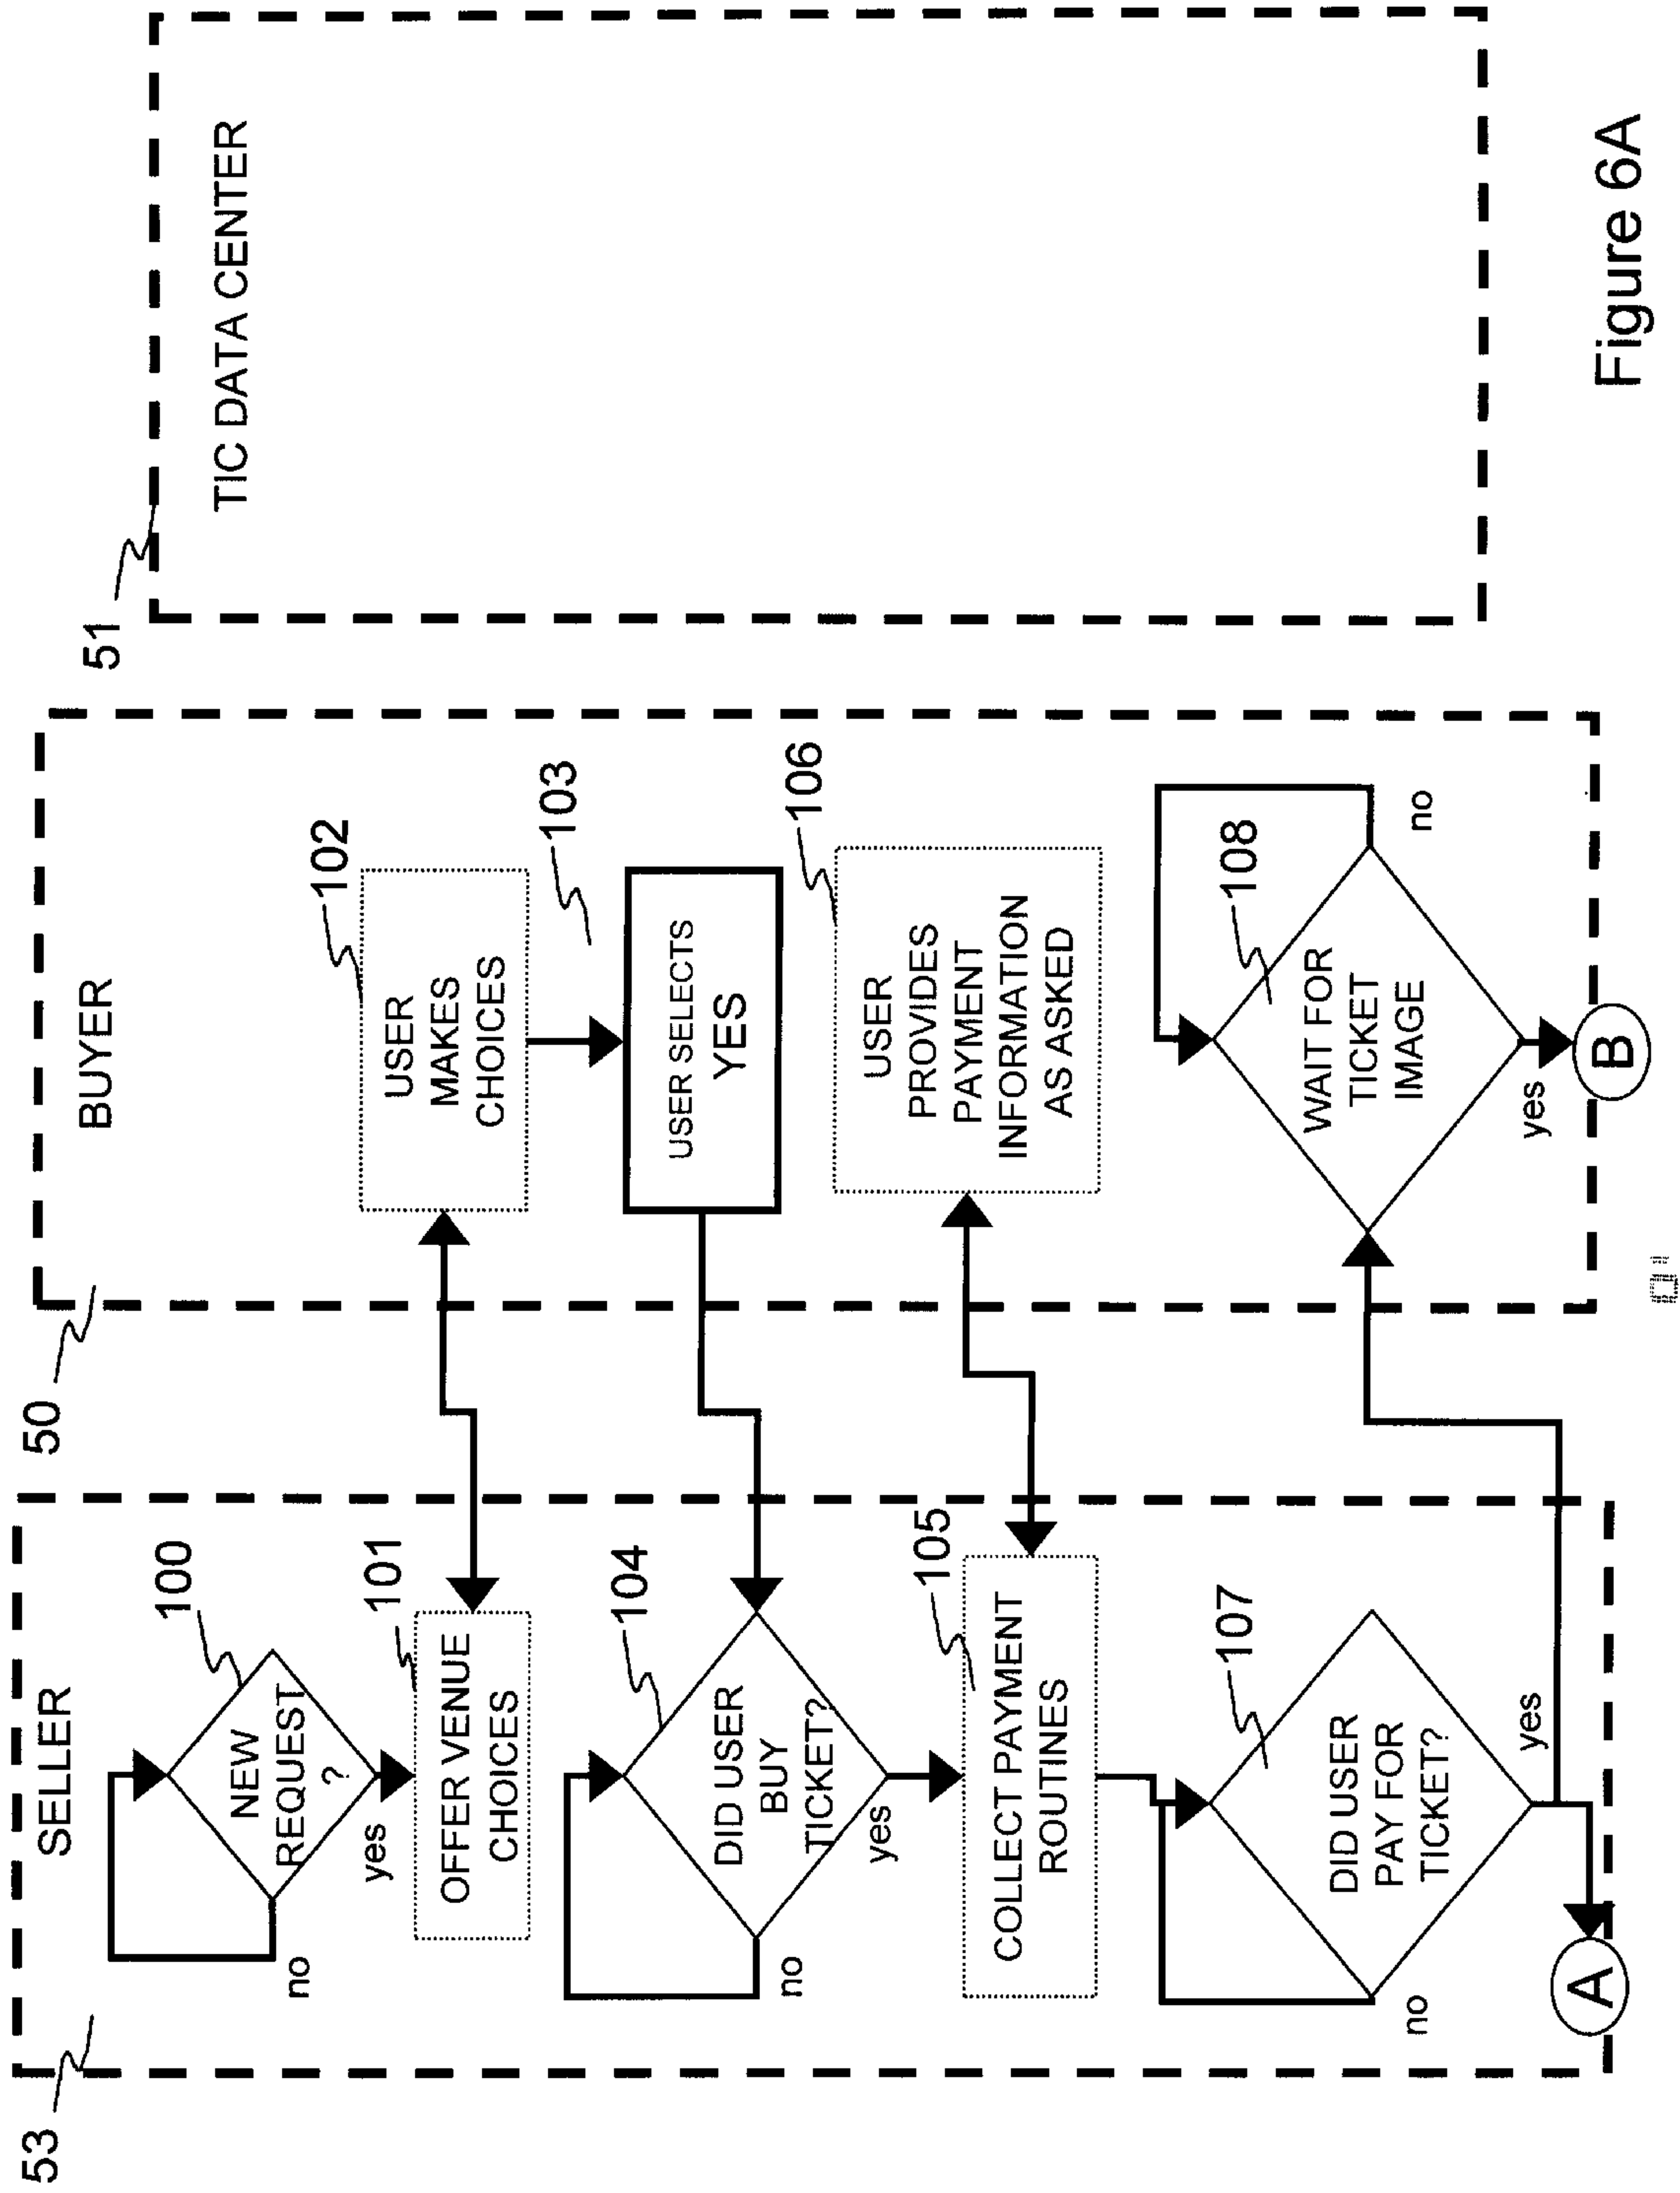 53
SELLER
100
NEW
REQUEST
?
no
yes
101
OFFER VENUE
CHOICES
104
DID USER
BUY
TICKET?
no
yes
105
COLLECT PAYMENT
ROUTINES
107
DID USER
PAY FOR
TICKET?
no
yes
A
50
BUYER
102
USER
MAKES
CHOICES
103
USER SELECTS
YES
106
USER
PROVIDES
PAYMENT
INFORMATION
AS ASKED
108
WAIT FOR
TICKET
IMAGE
no
yes
B
51
TIC DATA CENTER
Figure 6A